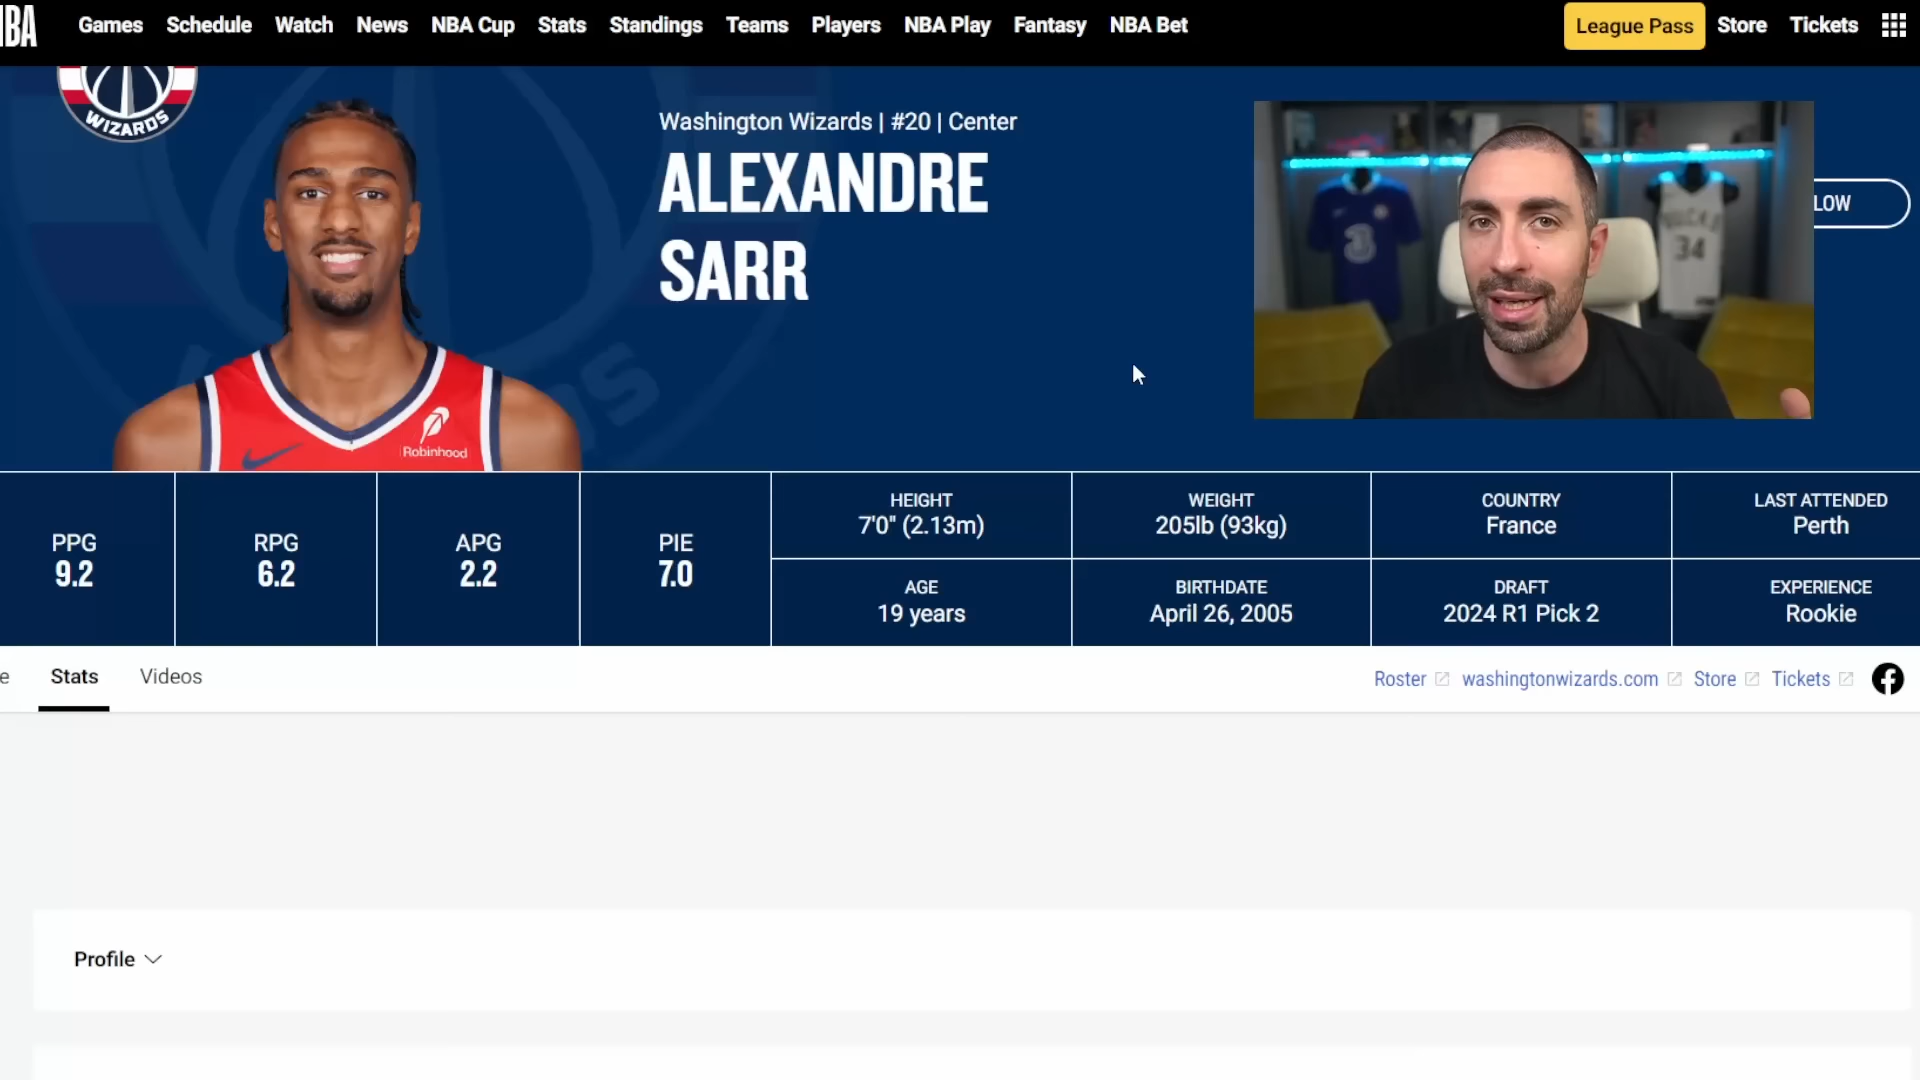 NBA
Games Schedule Watch News NBA Cup Stats Standings Teams Players NBA Play Fantasy NBA Bet
League Pass Store Tickets
WIZARDS
Washington Wizards | #20 | Center
ALEXANDRE
SARR
LOW
3
34
Robinhood
PPG
9.2
RPG
6.2
APG
2.2
PIE
7.0
HEIGHT
7'0" (2.13m)
WEIGHT
205lb (93kg)
COUNTRY
France
LAST ATTENDED
Perth
AGE
19 years
BIRTHDATE
April 26, 2005
DRAFT
2024 R1 Pick 2
EXPERIENCE
Rookie
e Stats Videos
Roster washingtonwizards.com Store Tickets
Profile